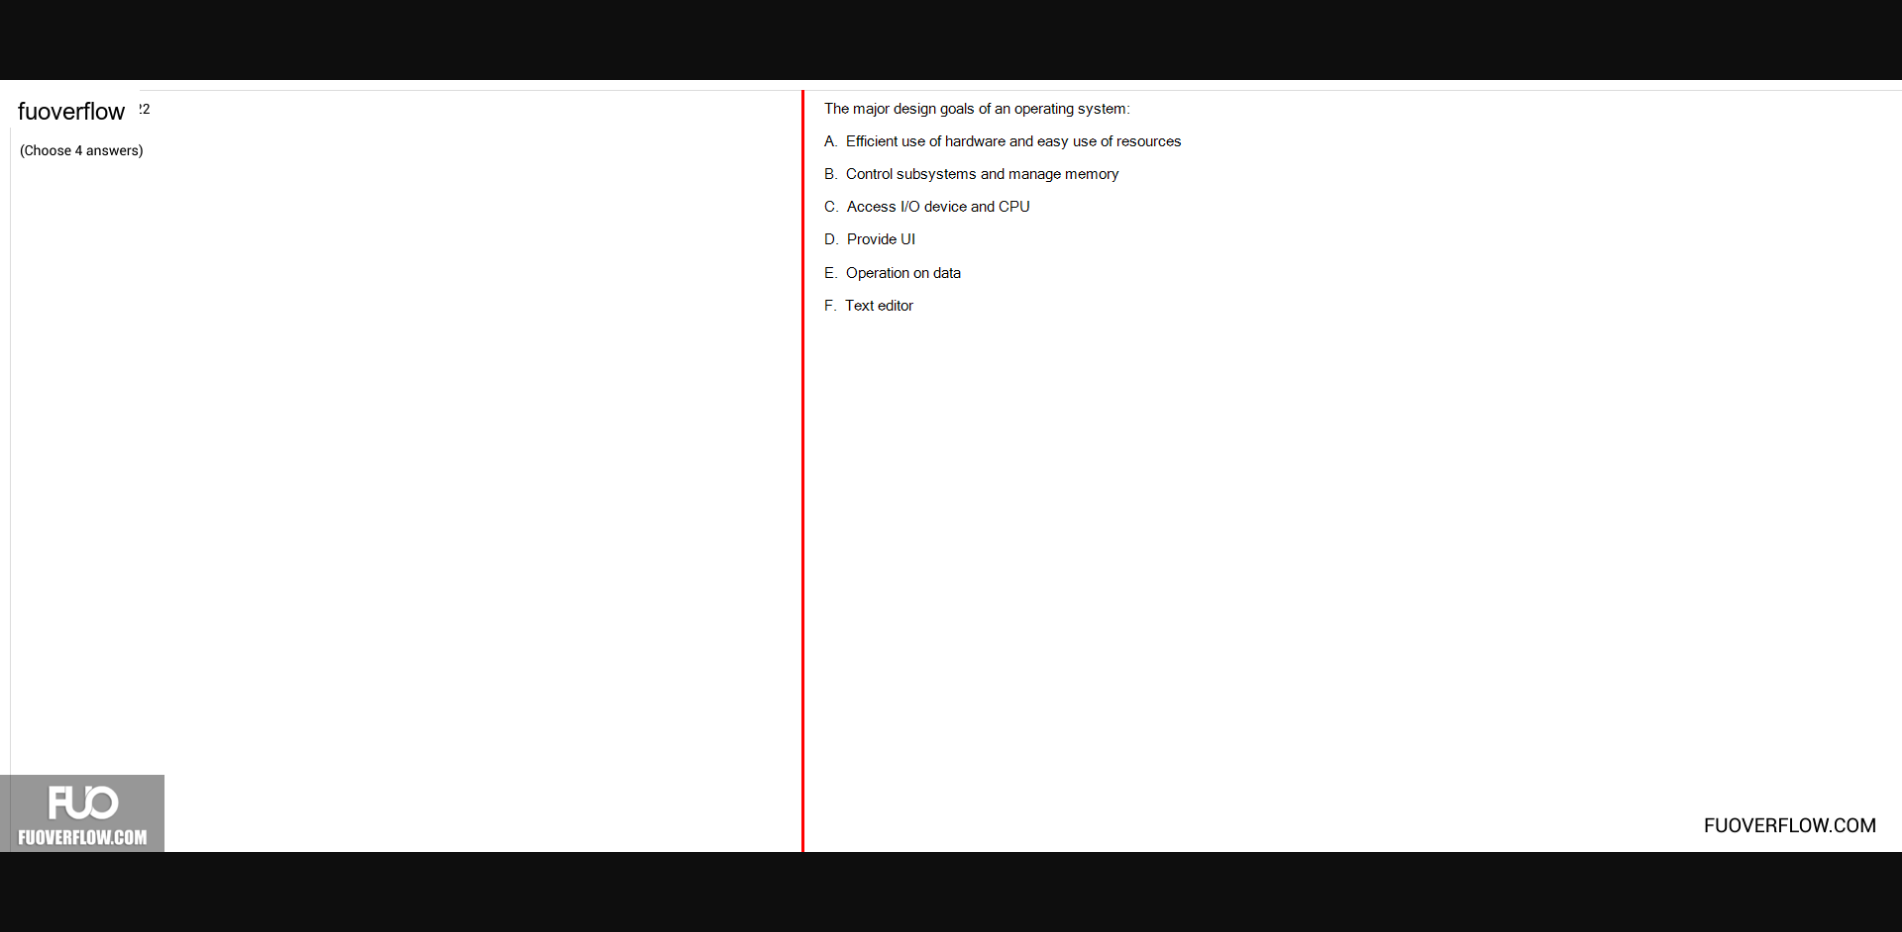 fuoverflow
22
(Choose 4 answers)
The major design goals of an operating system:
A. Efficient use of hardware and easy use of resources
B. Control subsystems and manage memory
C. Access I/O device and CPU
D. Provide UI
E. Operation on data
F. Text editor
FUO
FUOVERFLOW.COM
FUOVERFLOW.COM